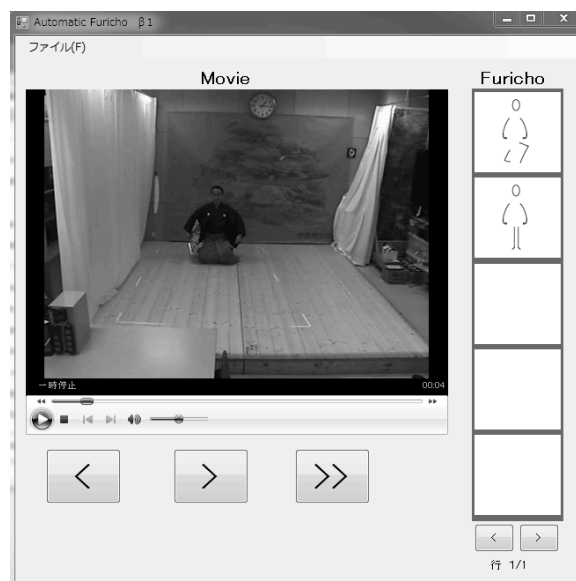 Automatic Furicho β1
ファイル(F)
Movie
Furicho
一時停止
00:04
<
>
>>
<
>
行 1/1